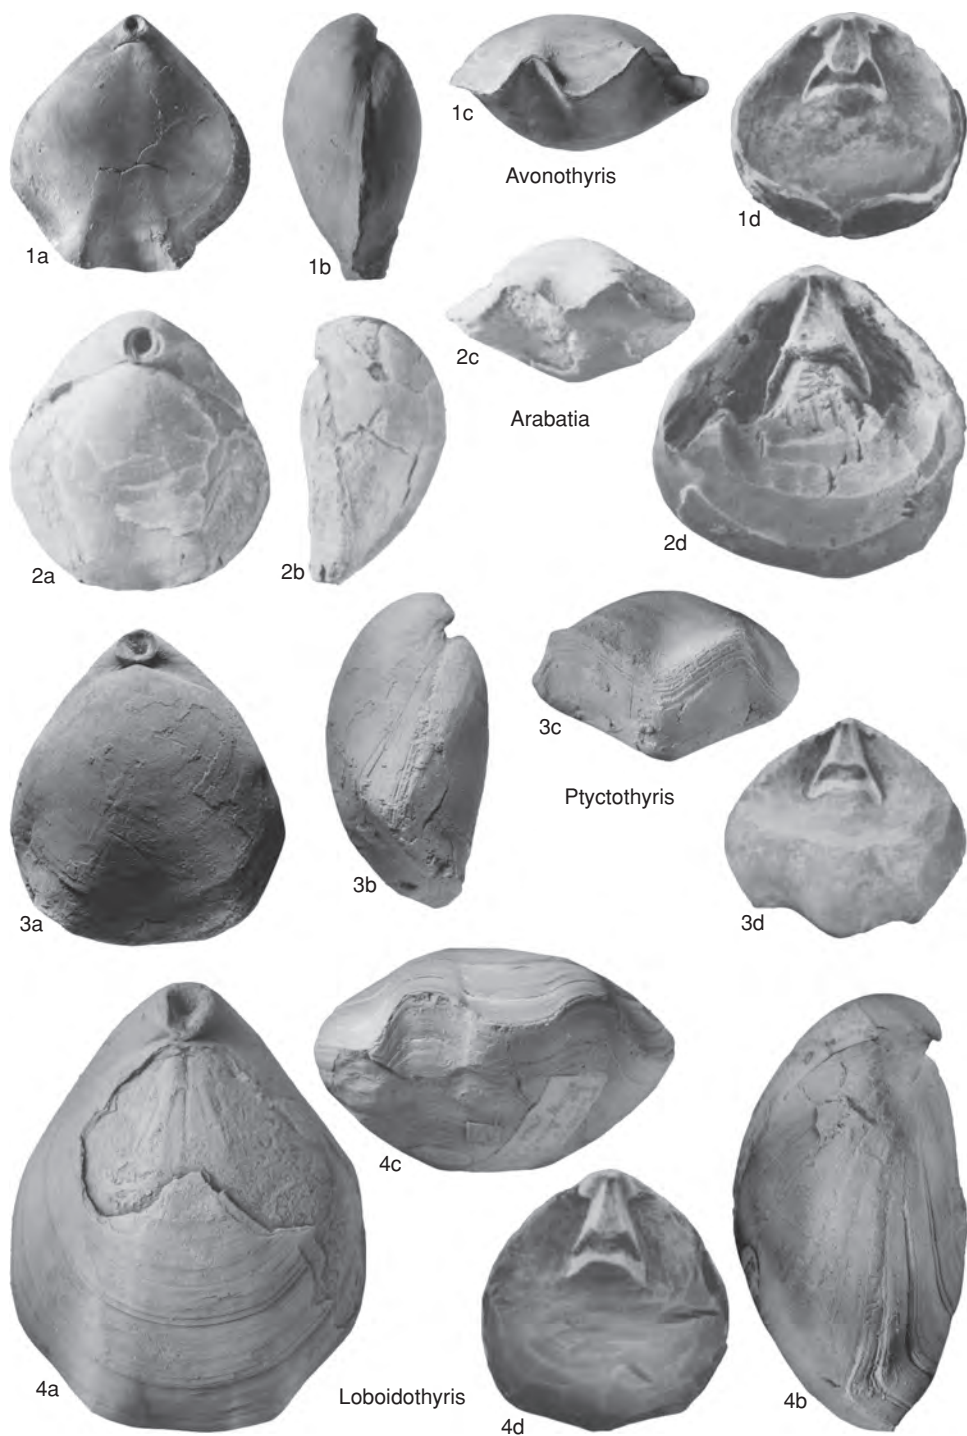 1a
1b
1c
Avonothyris
1d
2a
2b
2c
Arabatia
2d
3a
3b
3c
Ptyctothyris
3d
4a
4c
Loboidothyris
4d
4b